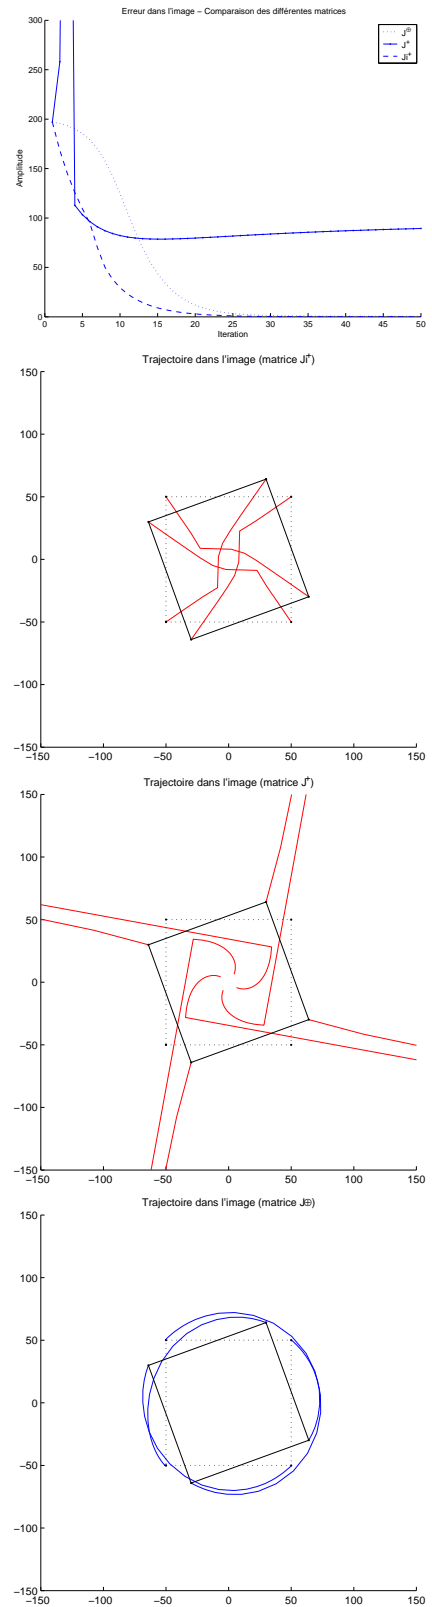 Erreur dans l'image – Comparaison des différentes matrices
300
250
200
150
100
50
0
Amplitude
J⊕
J+
Ji+
0 5 10 15 20 25 30 35 40 45 50
Iteration
Trajectoire dans l'image (matrice Ji+)
150
100
50
0
−50
−100
−150
−150 −100 −50 0 50 100 150
Trajectoire dans l'image (matrice J+)
150
100
50
0
−50
−100
−150
−150 −100 −50 0 50 100 150
Trajectoire dans l'image (matrice J⊕)
150
100
50
0
−50
−100
−150
−150 −100 −50 0 50 100 150